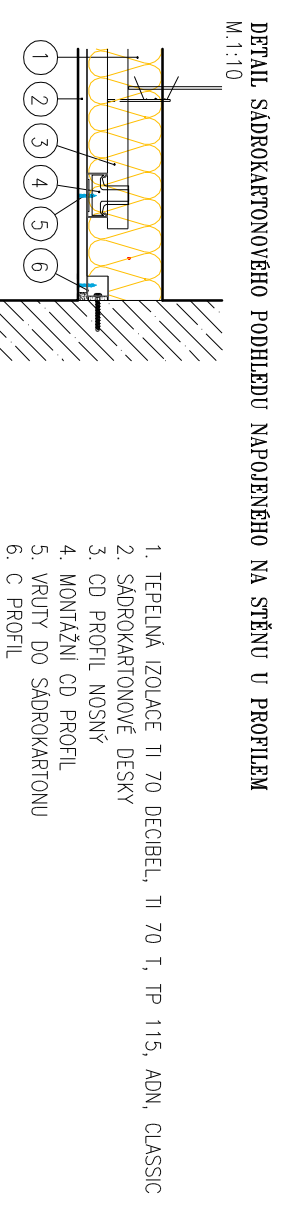 DETAIL SÁDROKARTONOVÉHO PODHLEDU NAPOJENÉHO NA STĚNU U PROFILEM
M.1:10
1
2
3
4
5
6
1. TEPELNÁ IZOLACE TI 70 DECIBEL, TI 70 T, TP 115, ADN, CLASSIC
2. SÁDROKARTONOVÉ DESKY
3. CD PROFIL NOSNÝ
4. MONTÁŽNÍ CD PROFIL
5. VRUTY DO SÁDROKARTONU
6. C PROFIL